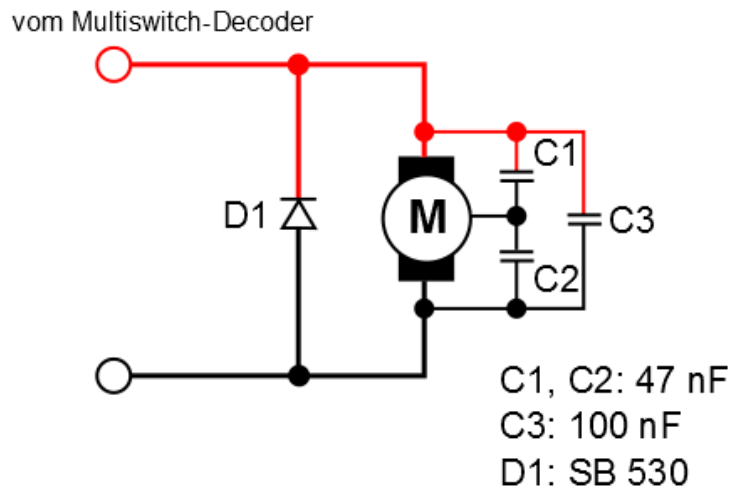 vom Multiswitch-Decoder
C1
D1
M
C3
C2
C1, C2: 47 nF
C3: 100 nF
D1: SB 530